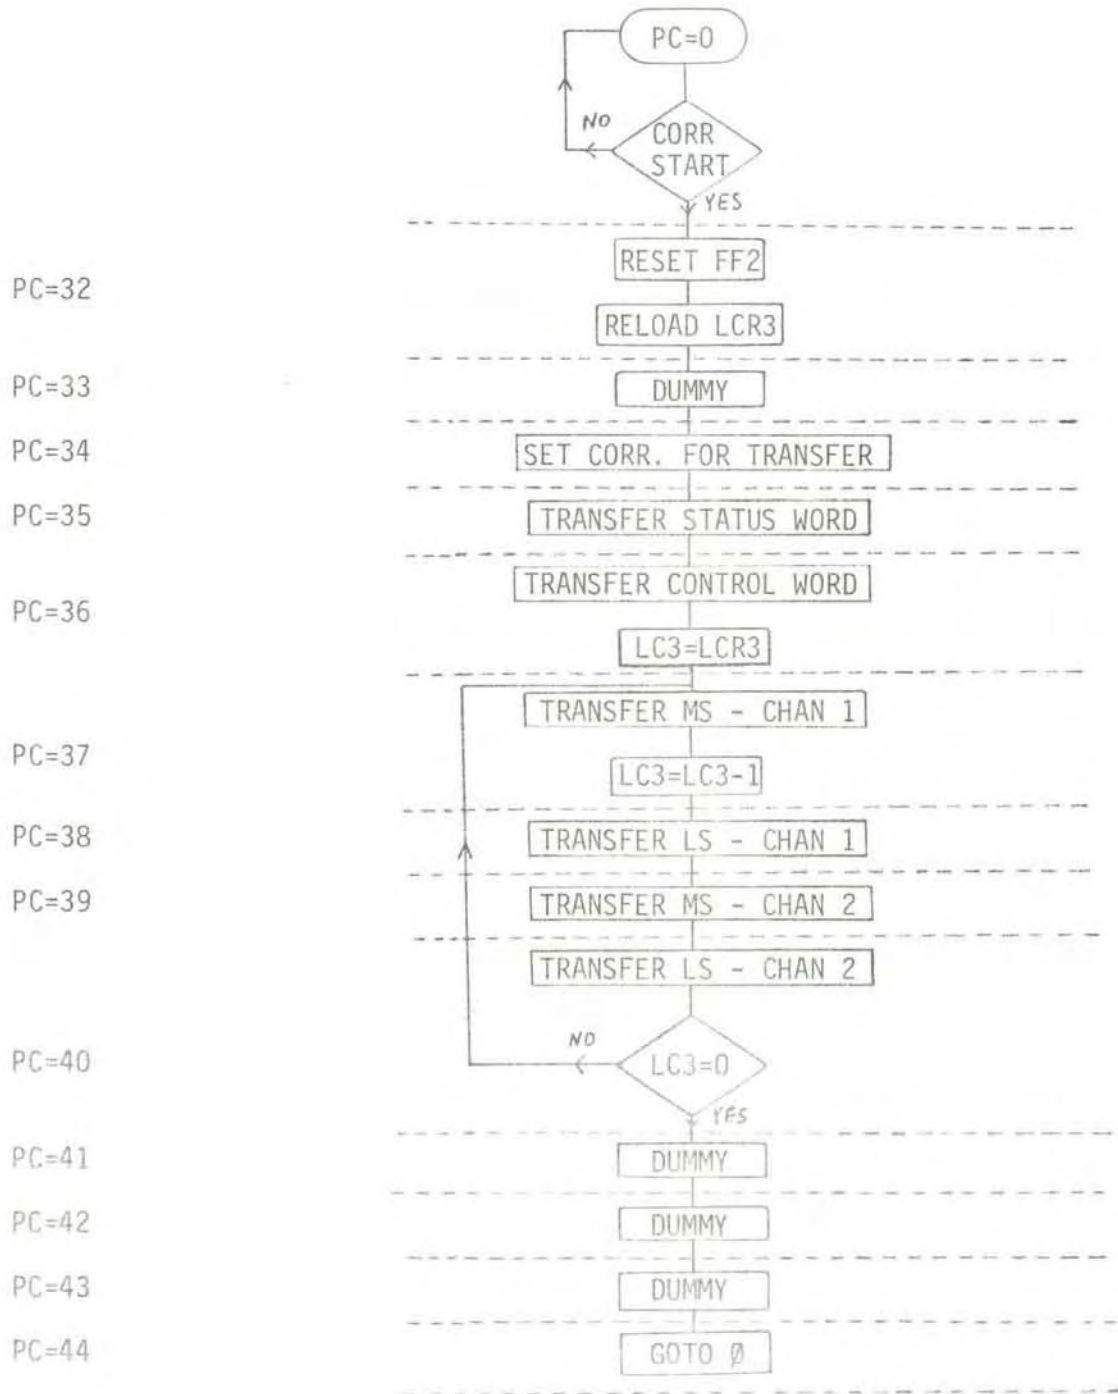 PC=0
NO
CORR
START
YES
RESET FF2
PC=32
RELOAD LCR3
PC=33
DUMMY
PC=34
SET CORR. FOR TRANSFER
PC=35
TRANSFER STATUS WORD
TRANSFER CONTROL WORD
PC=36
LC3=LCR3
TRANSFER MS - CHAN 1
PC=37
LC3=LC3-1
PC=38
TRANSFER LS - CHAN 1
PC=39
TRANSFER MS - CHAN 2
TRANSFER LS - CHAN 2
NO
PC=40
LC3=0
YES
PC=41
DUMMY
PC=42
DUMMY
PC=43
DUMMY
PC=44
GOTO Ø